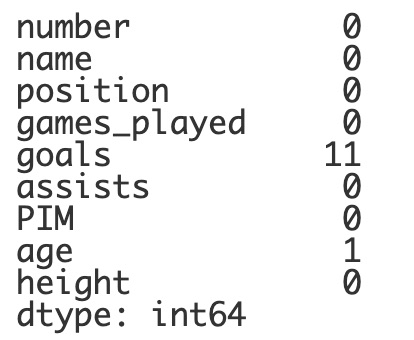 number 0
name 0
position 0
games_played 0
goals 11
assists 0
PIM 0
age 1
height 0
dtype: int64